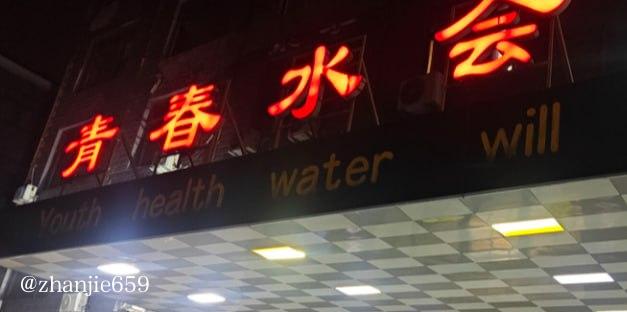 青春水会
Youth health water will
@zhanjie659